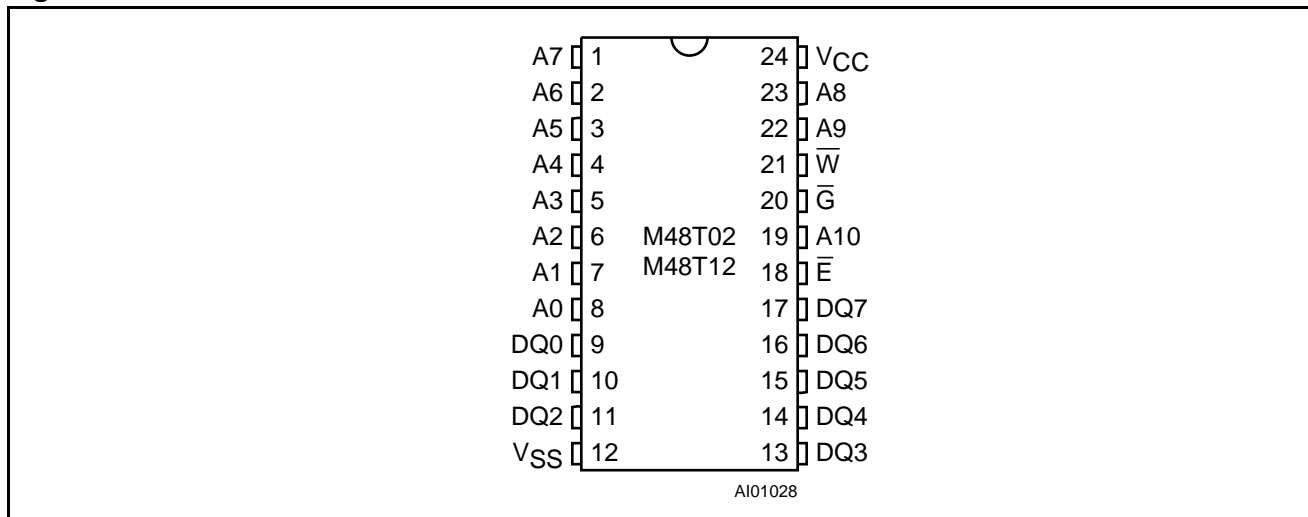 A7 1 24 VCC
A6 2 23 A8
A5 3 22 A9
A4 4 21 W̅
A3 5 20 G̅
A2 6 M48T02 19 A10
A1 7 M48T12 18 E̅
A0 8 17 DQ7
DQ0 9 16 DQ6
DQ1 10 15 DQ5
DQ2 11 14 DQ4
VSS 12 13 DQ3
AI01028